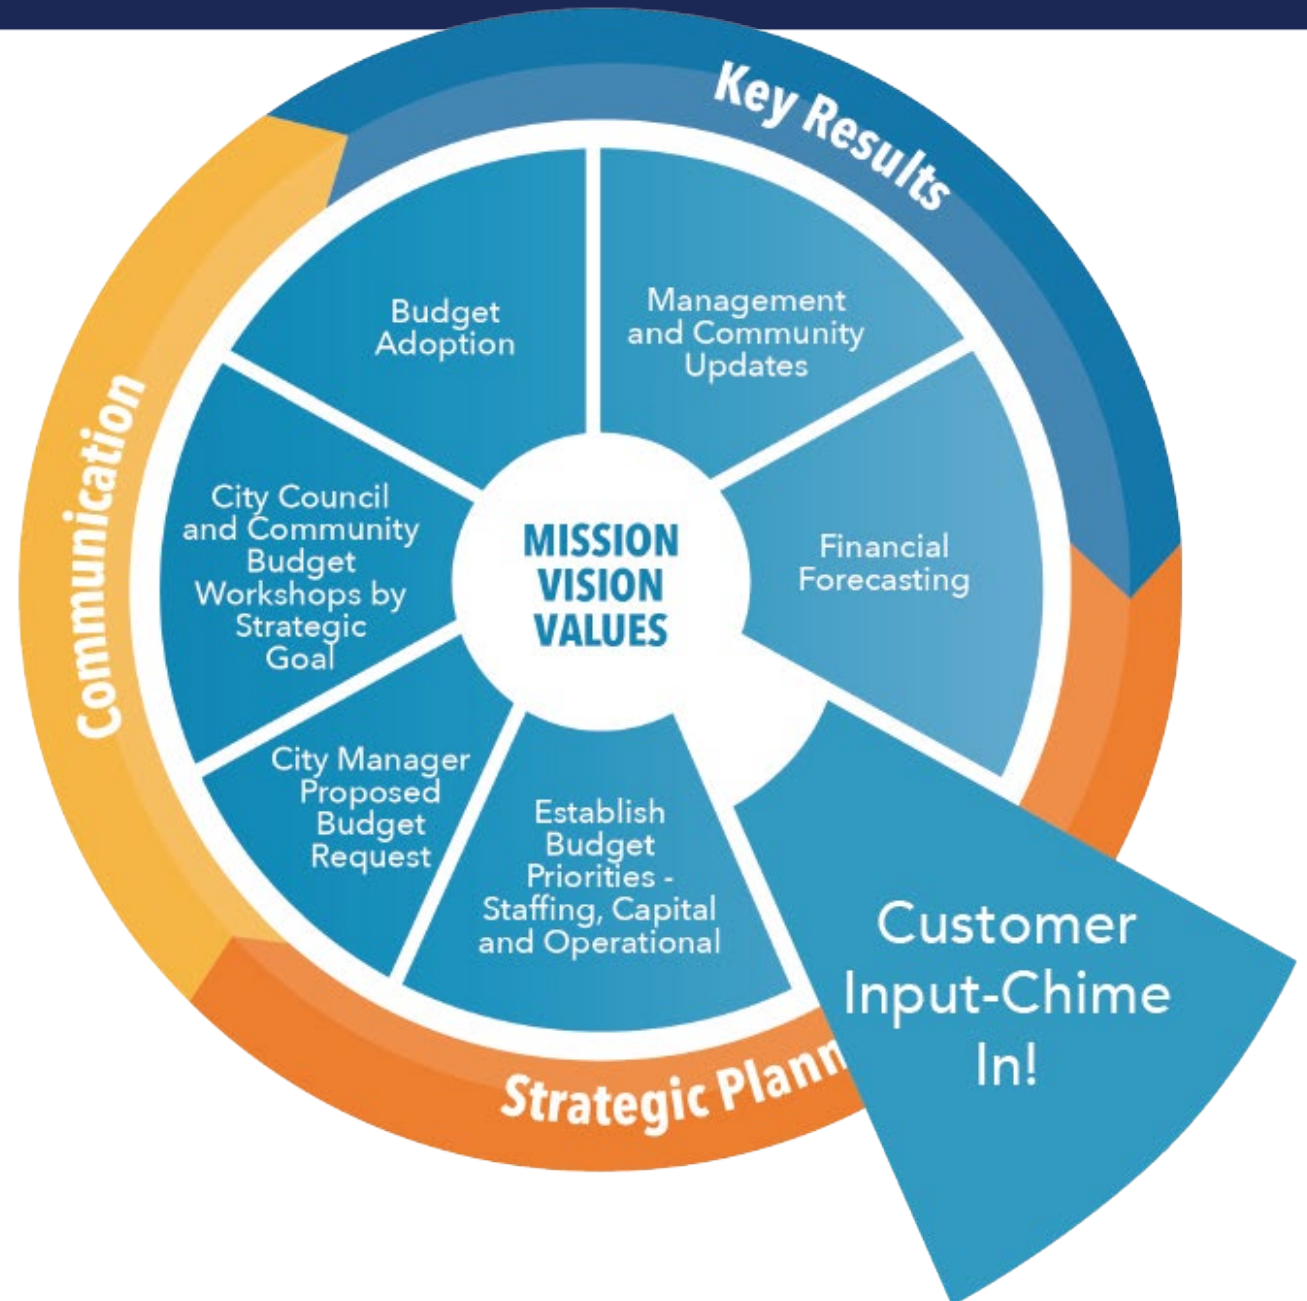 Key Results
Budget
Adoption
Management
and Community
Updates
Communication
City Council
and Community
Budget
Workshops by
Strategic
Goal
MISSION
VISION
VALUES
Financial
Forecasting
City Manager
Proposed
Budget
Request
Establish
Budget
Priorities -
Staffing, Capital
and Operational
Customer
Input-Chime
In!
Strategic Plann